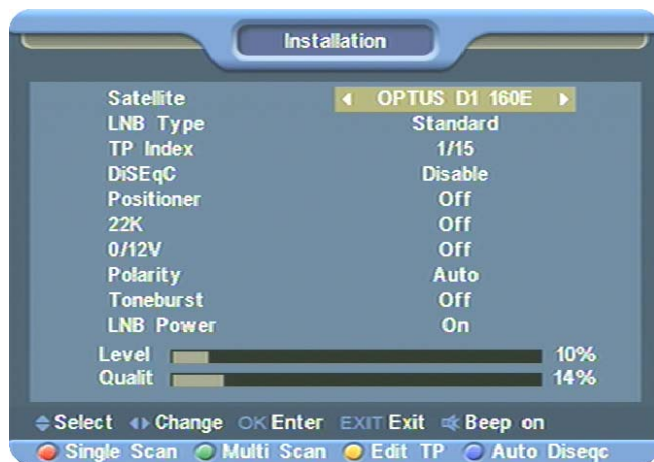 Installation
Satellite OPTUS D1 160E
LNB Type Standard
TP Index 1/15
DiSEqC Disable
Positioner Off
22K Off
0/12V Off
Polarity Auto
Toneburst Off
LNB Power On
Level 10%
Qualit 14%
Select Change OK Enter EXIT Exit Beep on
Single Scan Multi Scan Edit TP Auto Diseqc